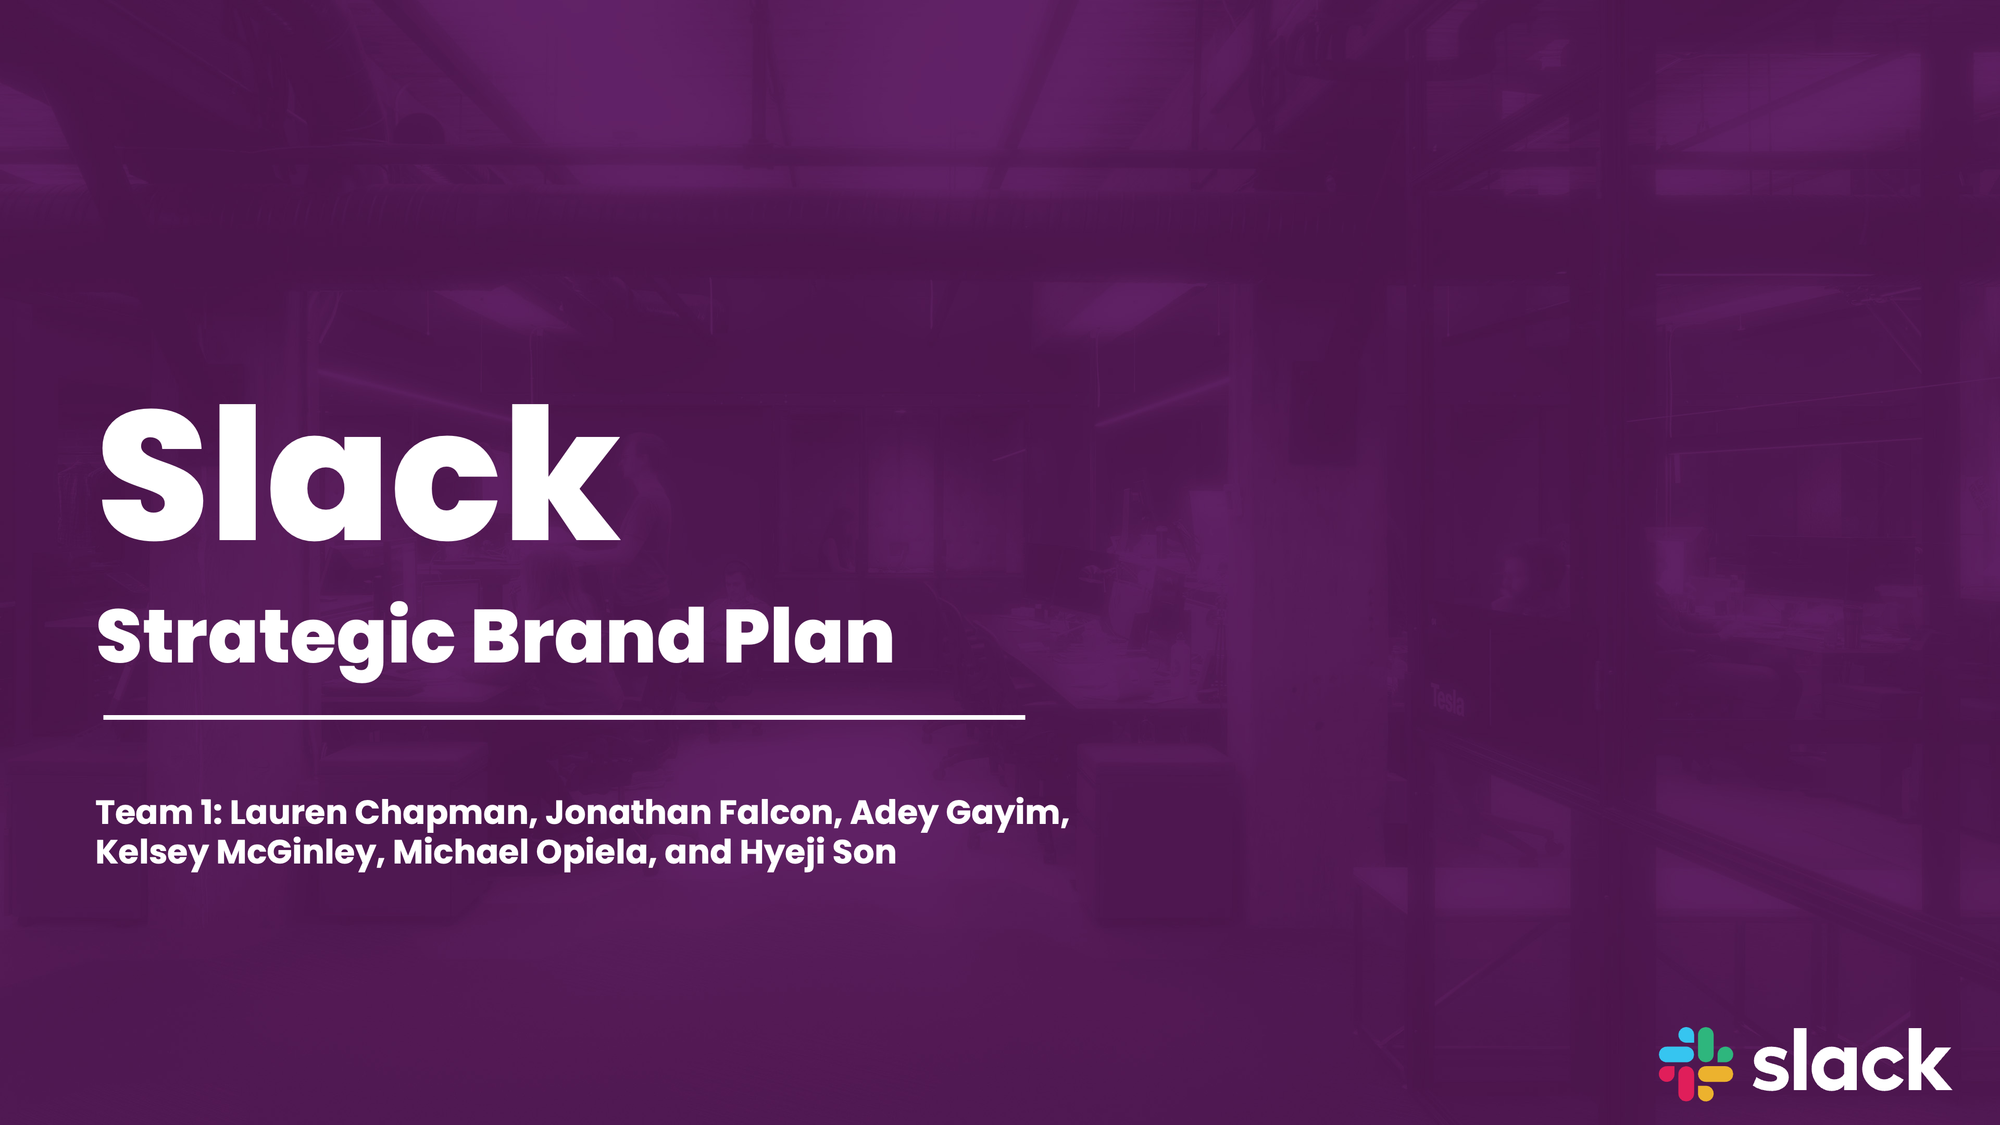 Slack
Strategic Brand Plan
Team 1: Lauren Chapman, Jonathan Falcon, Adey Gayim,
Kelsey McGinley, Michael Opiela, and Hyeji Son
Tesla
slack